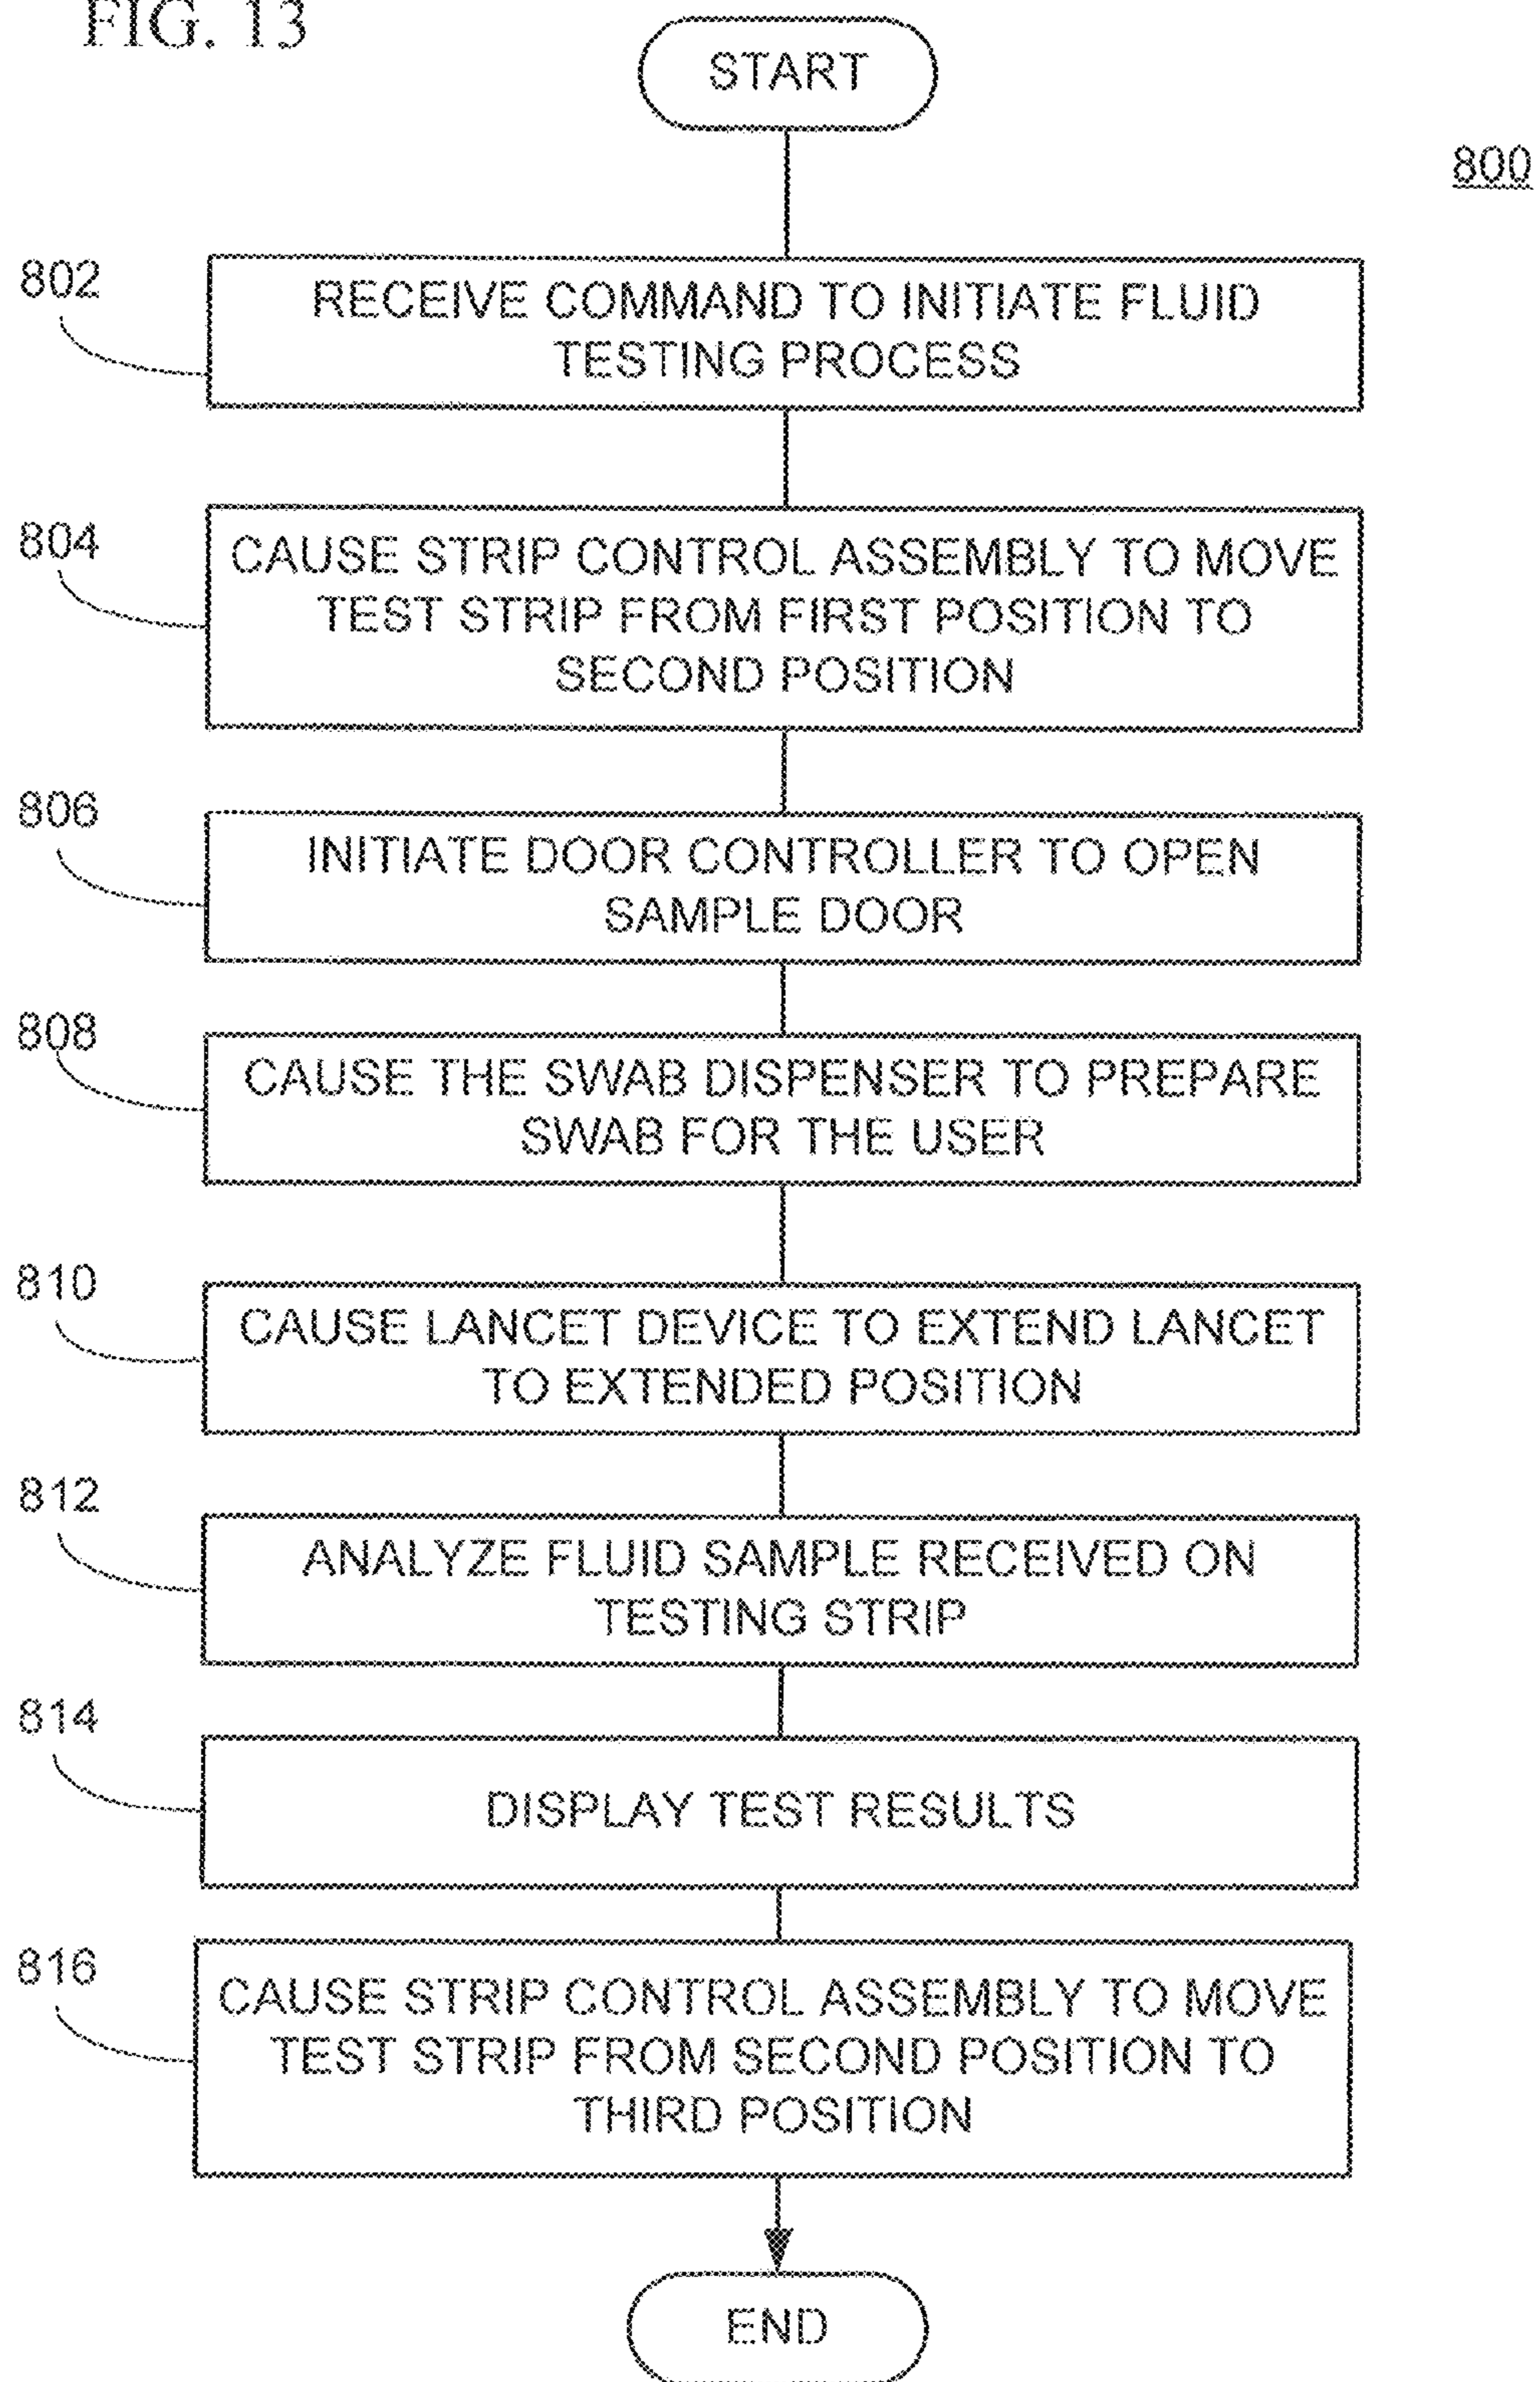 FIG. 13
START
800
802
RECEIVE COMMAND TO INITIATE FLUID
TESTING PROCESS
804
CAUSE STRIP CONTROL ASSEMBLY TO MOVE
TEST STRIP FROM FIRST POSITION TO
SECOND POSITION
806
INITIATE DOOR CONTROLLER TO OPEN
SAMPLE DOOR
808
CAUSE THE SWAB DISPENSER TO PREPARE
SWAB FOR THE USER
810
CAUSE LANCET DEVICE TO EXTEND LANCET
TO EXTENDED POSITION
812
ANALYZE FLUID SAMPLE RECEIVED ON
TESTING STRIP
814
DISPLAY TEST RESULTS
816
CAUSE STRIP CONTROL ASSEMBLY TO MOVE
TEST STRIP FROM SECOND POSITION TO
THIRD POSITION
END